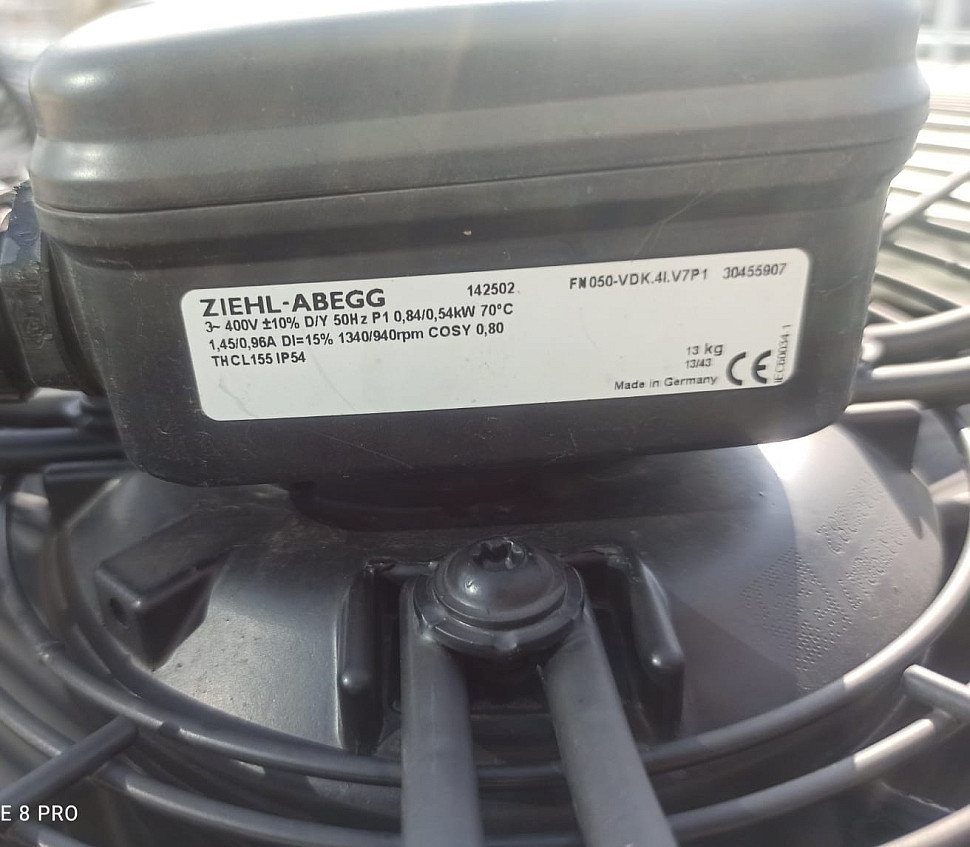 ZIEHL-ABEGG 142502. FN050-VDK.4I.V7P1 30455907
3~ 400V ±10% D/Y 50Hz P1 0,84/0,54kW 70°C
1,45/0,96A DI=15% 1340/940rpm COSY 0,80
THCL155 IP54
13 kg
13/43
Made in Germany CE
IEC60034-1
E 8 PRO